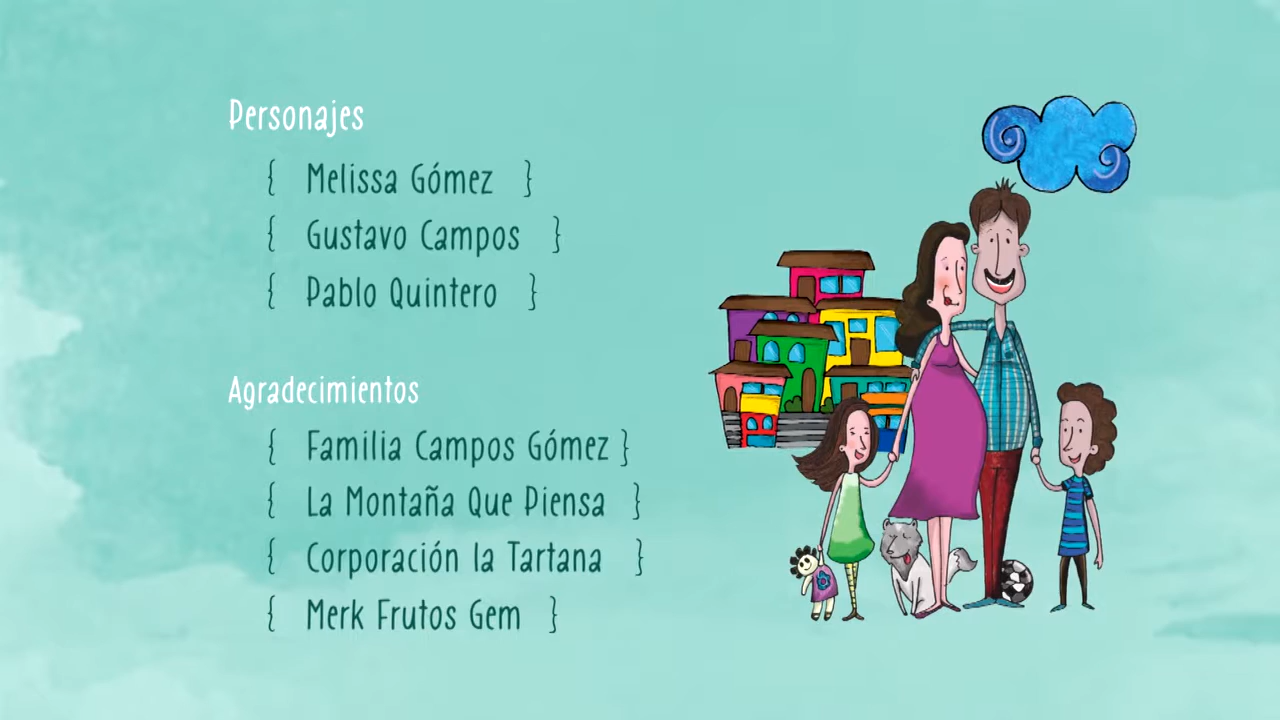 Personajes
{ Melissa Gómez }
{ Gustavo Campos }
{ Pablo Quintero }
Agradecimientos
{ Familia Campos Gómez }
{ La Montaña Que Piensa }
{ Corporación la Tartana }
{ Merk Frutos Gem }